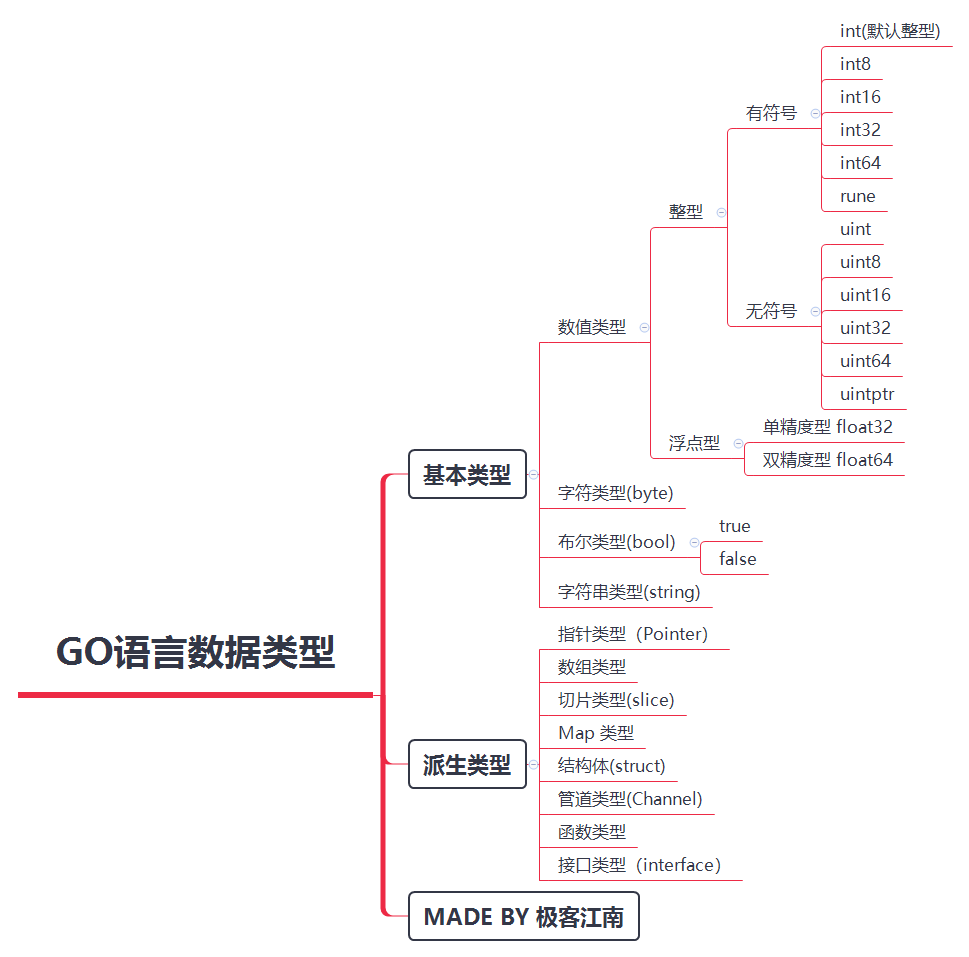 GO语言数据类型
基本类型
数值类型
整型
有符号
int(默认整型)
int8
int16
int32
int64
rune
无符号
uint
uint8
uint16
uint32
uint64
uintptr
浮点型
单精度型 float32
双精度型 float64
字符类型(byte)
布尔类型(bool)
true
false
字符串类型(string)
派生类型
指针类型（Pointer）
数组类型
切片类型(slice)
Map 类型
结构体(struct)
管道类型(Channel)
函数类型
接口类型（interface）
MADE BY 极客江南